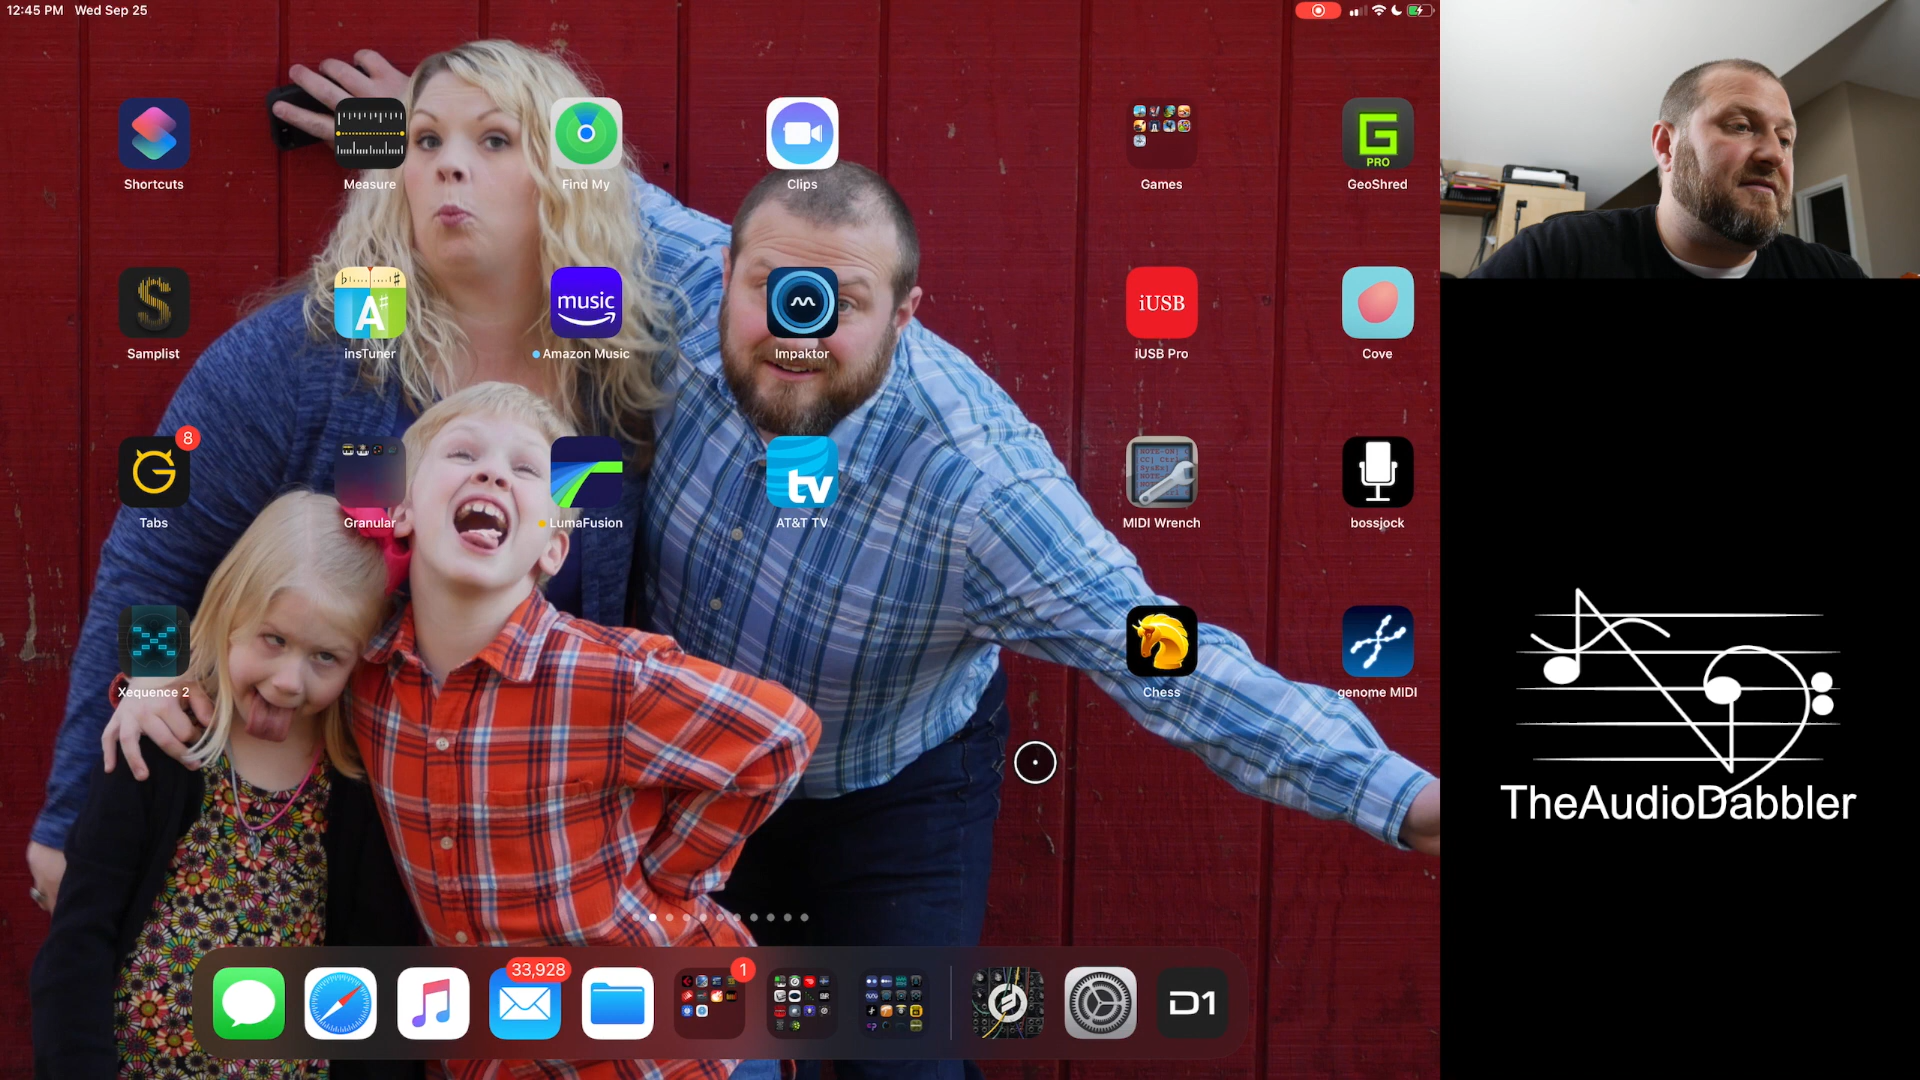 12:45 PM Wed Sep 25
Shortcuts
Measure
Find My
Clips
Games
PRO
GeoShred
Samplist
A#
insTuner
music
Amazon Music
Impaktor
iUSB
iUSB Pro
Cove
8
Tabs
Granular
LumaFusion
tv
AT&T TV
MIDI Wrench
bossjock
Xequence 2
Chess
genome MIDI
TheAudioDabbler
33,928
1
D1